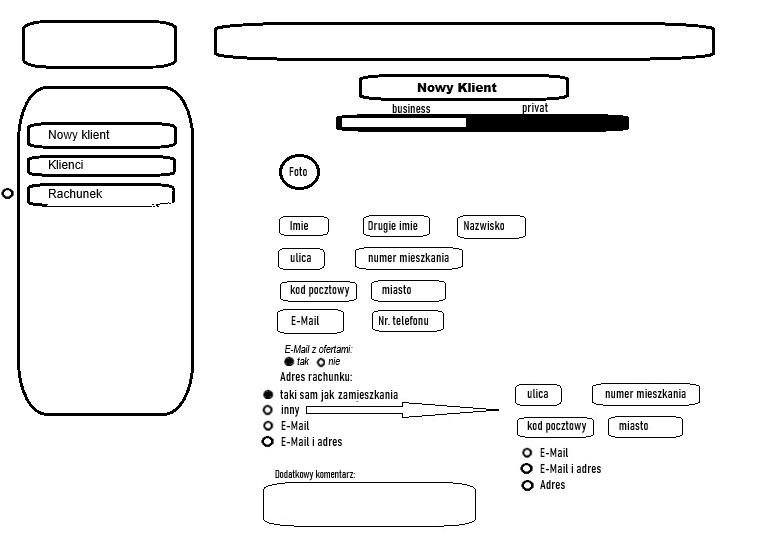 Nowy Klient
business privat
Nowy klient
Klienci
Rachunek
Foto
Imie Drugie imie Nazwisko
ulica numer mieszkania
kod pocztowy miasto
E-Mail Nr. telefonu
E-Mail z ofertami:
tak nie
Adres rachunku:
taki sam jak zamieszkania
inny
E-Mail
E-Mail i adres
ulica numer mieszkania
kod pocztowy miasto
E-Mail
E-Mail i adres
Adres
Dodatkowy komentarz: